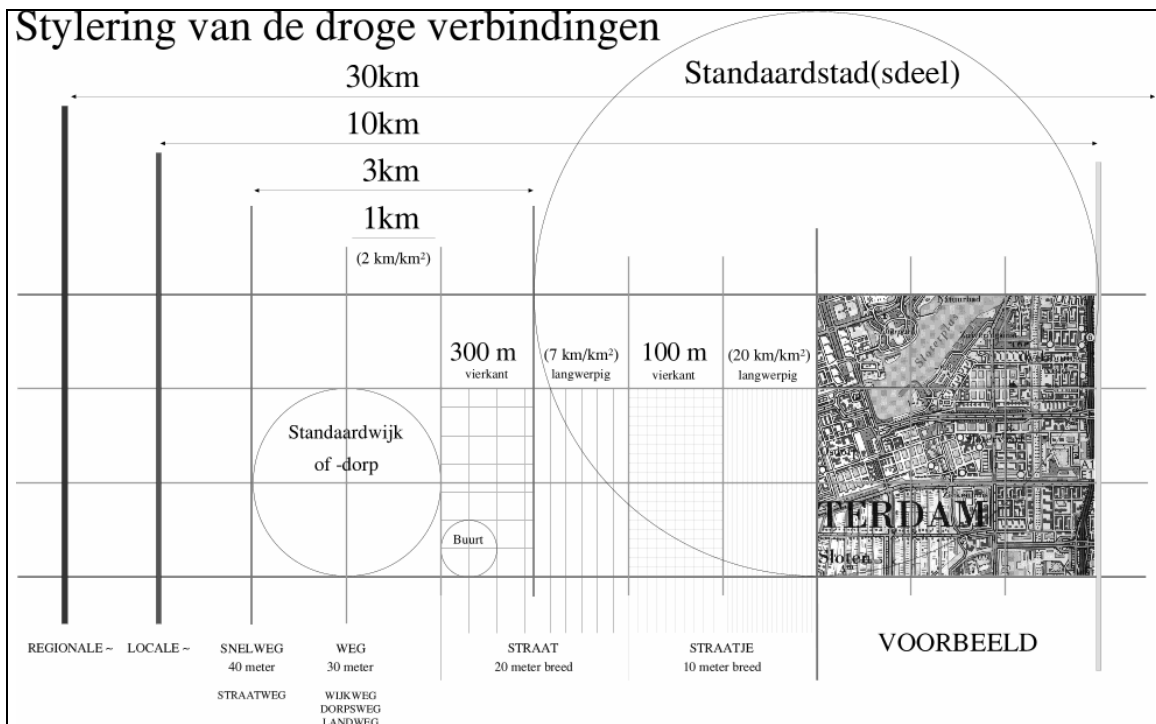 Stylering van de droge verbindingen
Standaardstad(sdeel)
30km
10km
3km
1km
(2 km/km²)
300 m
vierkant
(7 km/km²)
langwerpig
100 m
vierkant
(20 km/km²)
langwerpig
Standaardwijk
of -dorp
Buurt
Sloterplas
TERDAM
Sloten
REGIONALE ~
LOCALE ~
SNELWEG
40 meter
STRAATWEG
WEG
30 meter
WIJKWEG
DORPSWEG
LANDWEG
STRAAT
20 meter breed
STRAATJE
10 meter breed
VOORBEELD